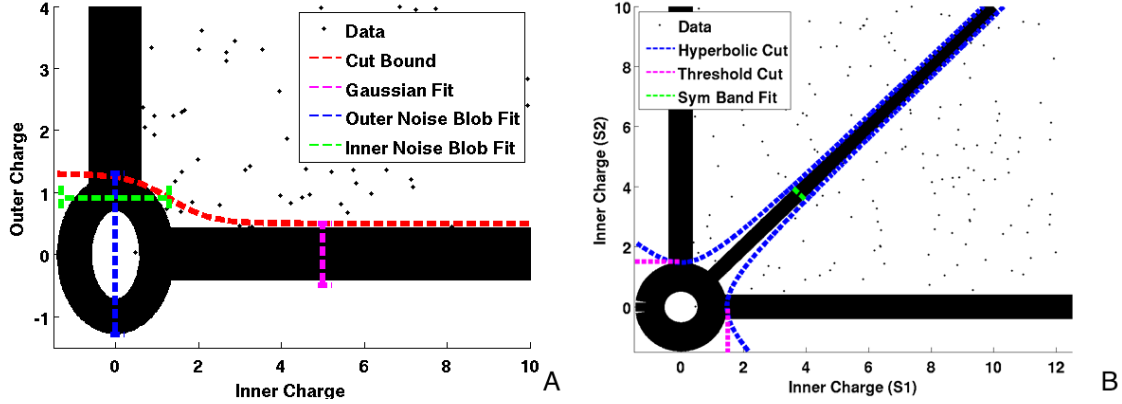 4
3
2
1
0
-1
Outer Charge
Data
Cut Bound
Gaussian Fit
Outer Noise Blob Fit
Inner Noise Blob Fit
0 2 4 6 8 10
Inner Charge
A
10
8
6
4
2
0
Inner Charge (S2)
Data
Hyperbolic Cut
Threshold Cut
Sym Band Fit
0 2 4 6 8 10 12
Inner Charge (S1)
B